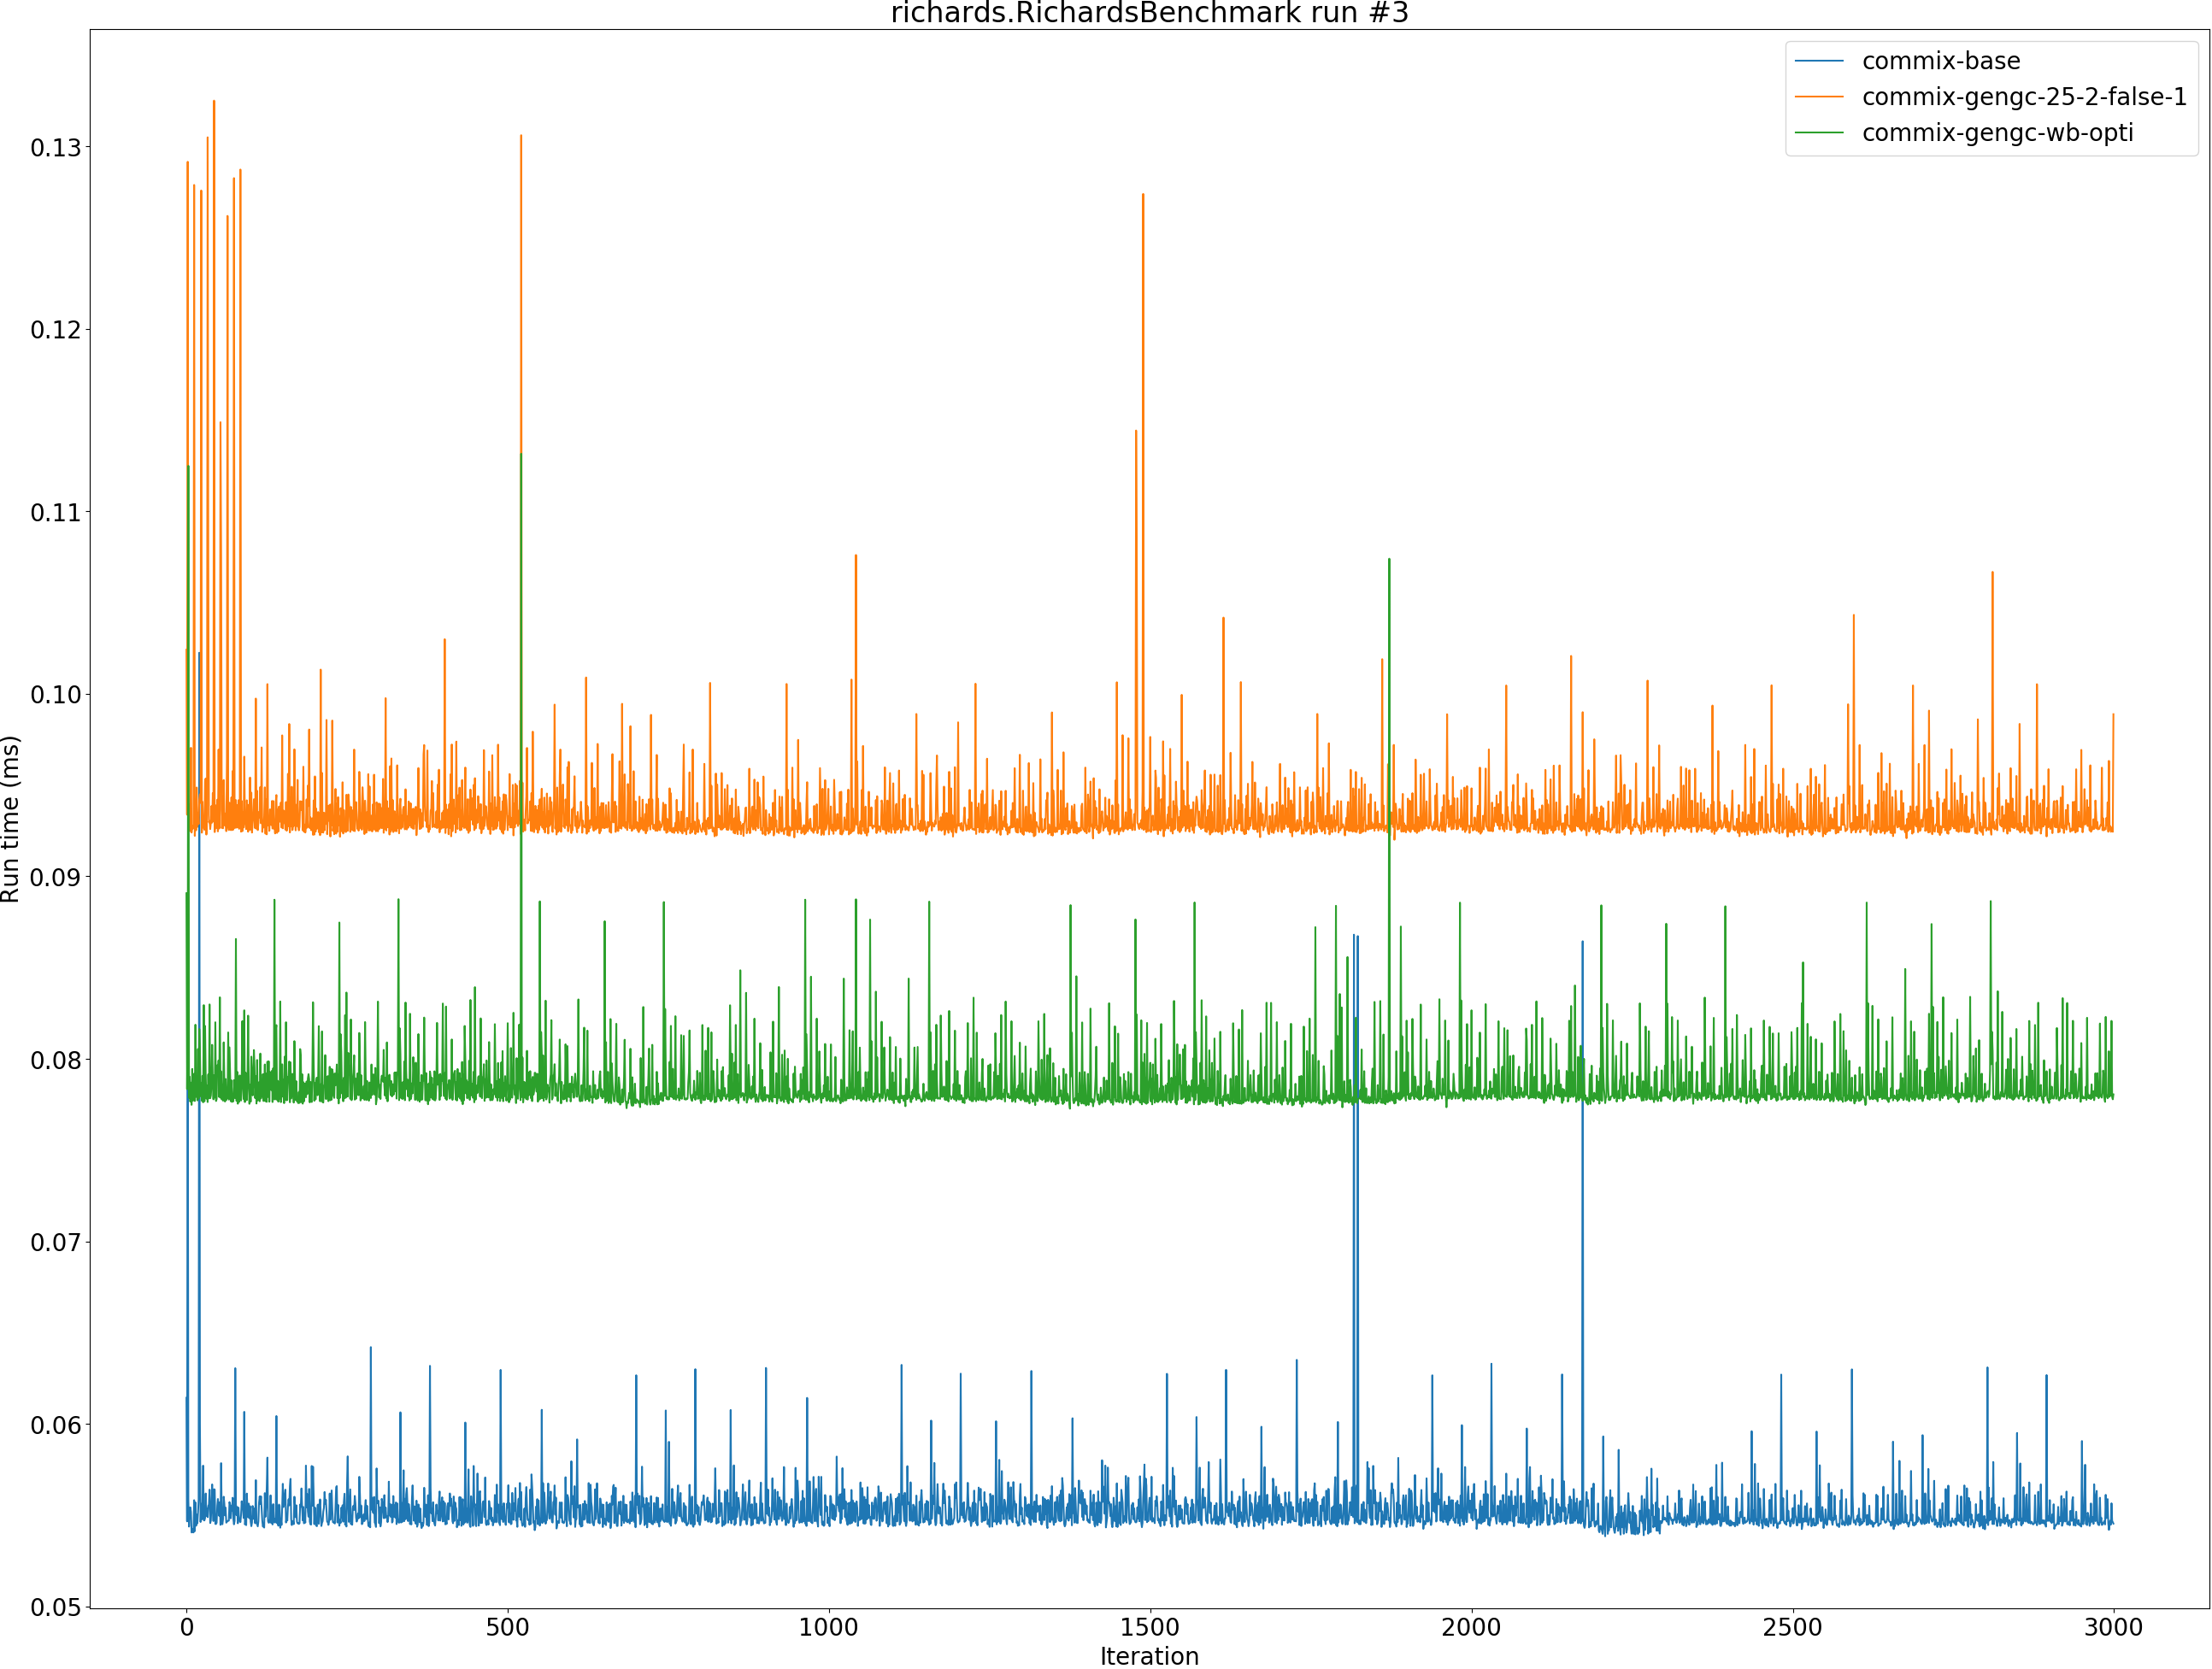 richards.RichardsBenchmark run #3
commix-base
commix-gengc-25-2-false-1
commix-gengc-wb-opti
Run time (ms)
0.13
0.12
0.11
0.10
0.09
0.08
0.07
0.06
0.05
0 500 1000 1500 2000 2500 3000
Iteration